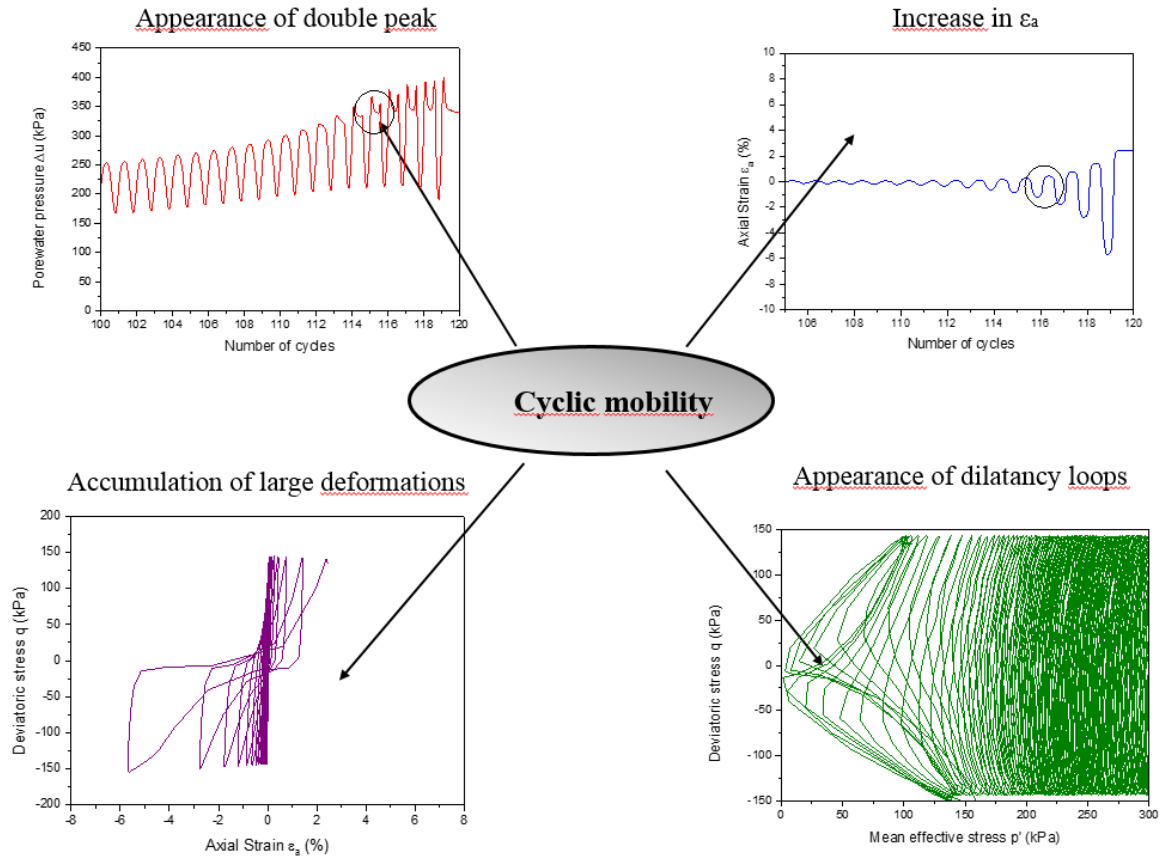 Appearance of double peak
450
400
350
300
250
200
150
100
50
0
Porewater pressure Δu (kPa)
100 102 104 106 108 110 112 114 116 118 120
Number of cycles
Increase in εa
10
8
6
4
2
0
-2
-4
-6
-8
-10
Axial Strain εa (%)
106 108 110 112 114 116 118 120
Number of cycles
Cyclic mobility
Accumulation of large deformations
200
150
100
50
0
-50
-100
-150
-200
Deviatoric stress q (kPa)
-8 -6 -4 -2 0 2 4 6 8
Axial Strain εa (%)
Appearance of dilatancy loops
150
100
50
0
-50
-100
-150
Deviatoric stress q (kPa)
0 50 100 150 200 250 300
Mean effective stress p' (kPa)